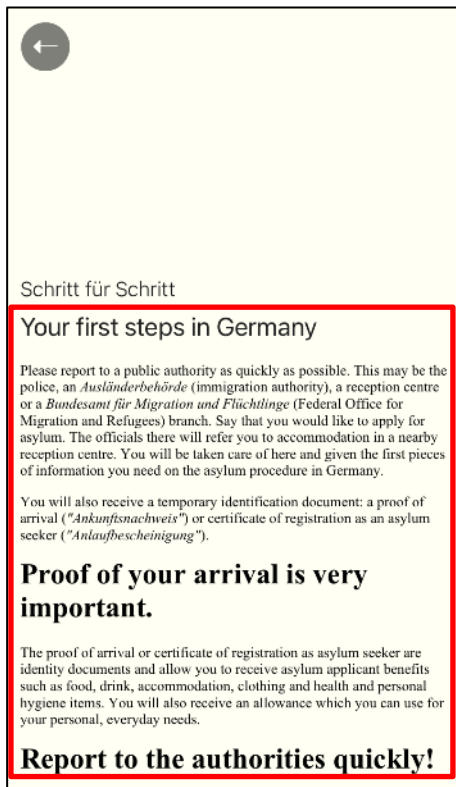 Schritt für Schritt
Your first steps in Germany
Please report to a public authority as quickly as possible. This may be the
police, an Ausländerbehörde (immigration authority), a reception centre
or a Bundesamt für Migration und Flüchtlinge (Federal Office for
Migration and Refugees) branch. Say that you would like to apply for
asylum. The officials there will refer you to accommodation in a nearby
reception centre. You will be taken care of here and given the first pieces
of information you need on the asylum procedure in Germany.
You will also receive a temporary identification document: a proof of
arrival ("Ankunftsnachweis") or certificate of registration as an asylum
seeker ("Anlaufbescheinigung").
Proof of your arrival is very
important.
The proof of arrival or certificate of registration as asylum seeker are
identity documents and allow you to receive asylum applicant benefits
such as food, drink, accommodation, clothing and health and personal
hygiene items. You will also receive an allowance which you can use for
your personal, everyday needs.
Report to the authorities quickly!